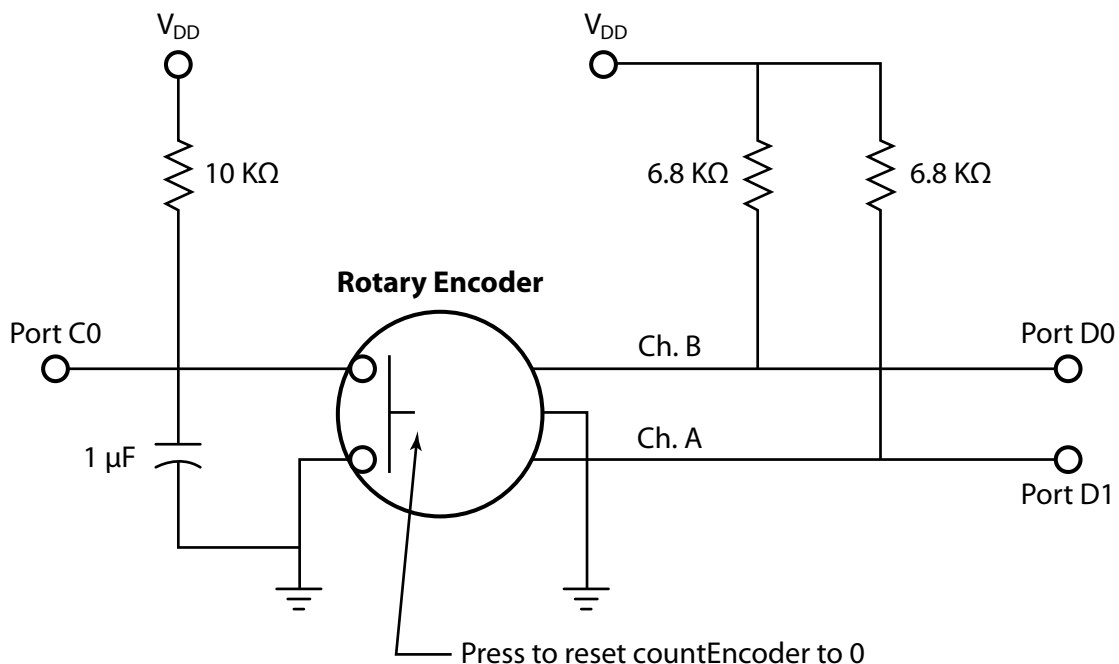 V_DD
V_DD
10 KΩ
6.8 KΩ
6.8 KΩ
Rotary Encoder
Port C0
Ch. B
Port D0
1 µF
Ch. A
Port D1
Press to reset countEncoder to 0